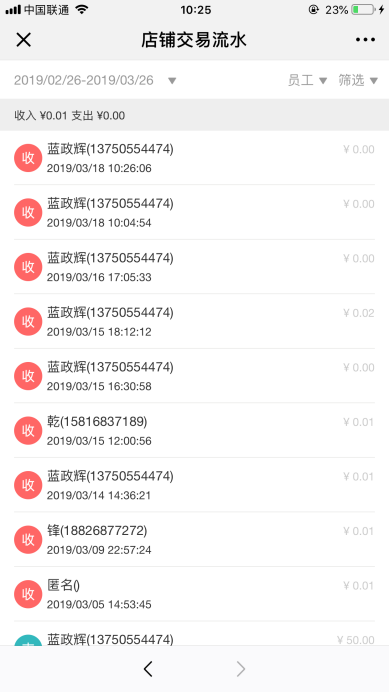 中国联通 10:25 23%
店铺交易流水
2019/02/26-2019/03/26 员工 筛选
收入 ¥0.01 支出 ¥0.00
收 蓝政辉(13750554474) ¥ 0.00
2019/03/18 10:26:06
收 蓝政辉(13750554474) ¥ 0.00
2019/03/18 10:04:54
收 蓝政辉(13750554474) ¥ 0.00
2019/03/16 17:05:33
收 蓝政辉(13750554474) ¥ 0.02
2019/03/15 18:12:12
收 蓝政辉(13750554474) ¥ 0.00
2019/03/15 16:30:58
收 乾(15816837189) ¥ 0.01
2019/03/15 12:00:56
收 蓝政辉(13750554474) ¥ 0.01
2019/03/14 14:36:21
收 锋(18826877272) ¥ 0.01
2019/03/09 22:57:24
收 匿名() ¥ 0.01
2019/03/05 14:53:45
蓝政辉(13750554474) ¥ 50.00